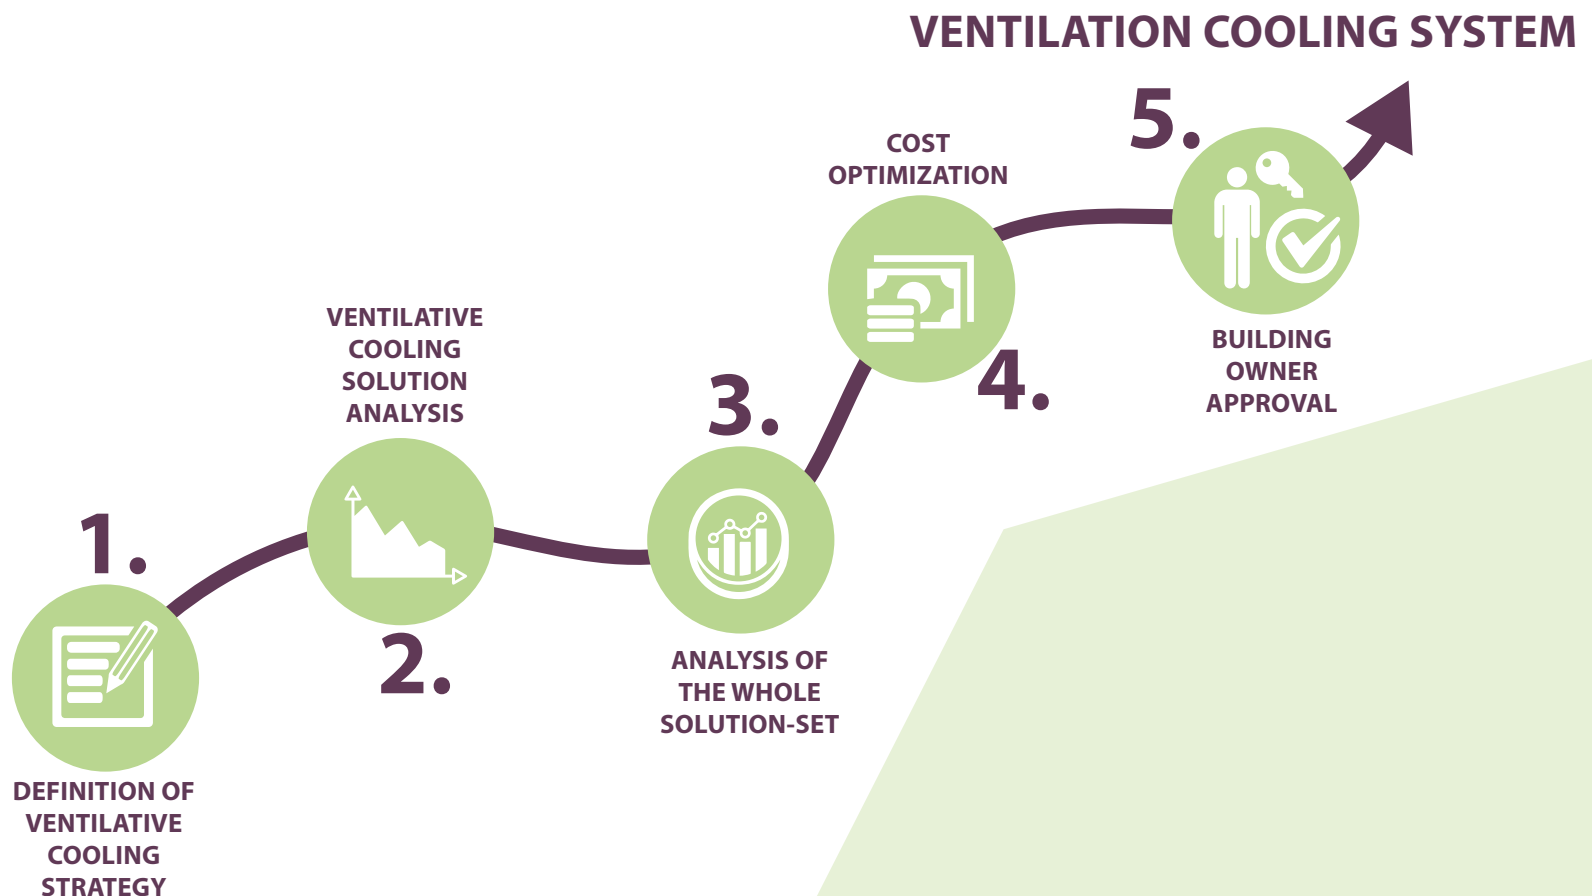 VENTILATION COOLING SYSTEM
1.
DEFINITION OF
VENTILATIVE
COOLING
STRATEGY
VENTILATIVE
COOLING
SOLUTION
ANALYSIS
2.
3.
ANALYSIS OF
THE WHOLE
SOLUTION-SET
COST
OPTIMIZATION
4.
5.
BUILDING
OWNER
APPROVAL